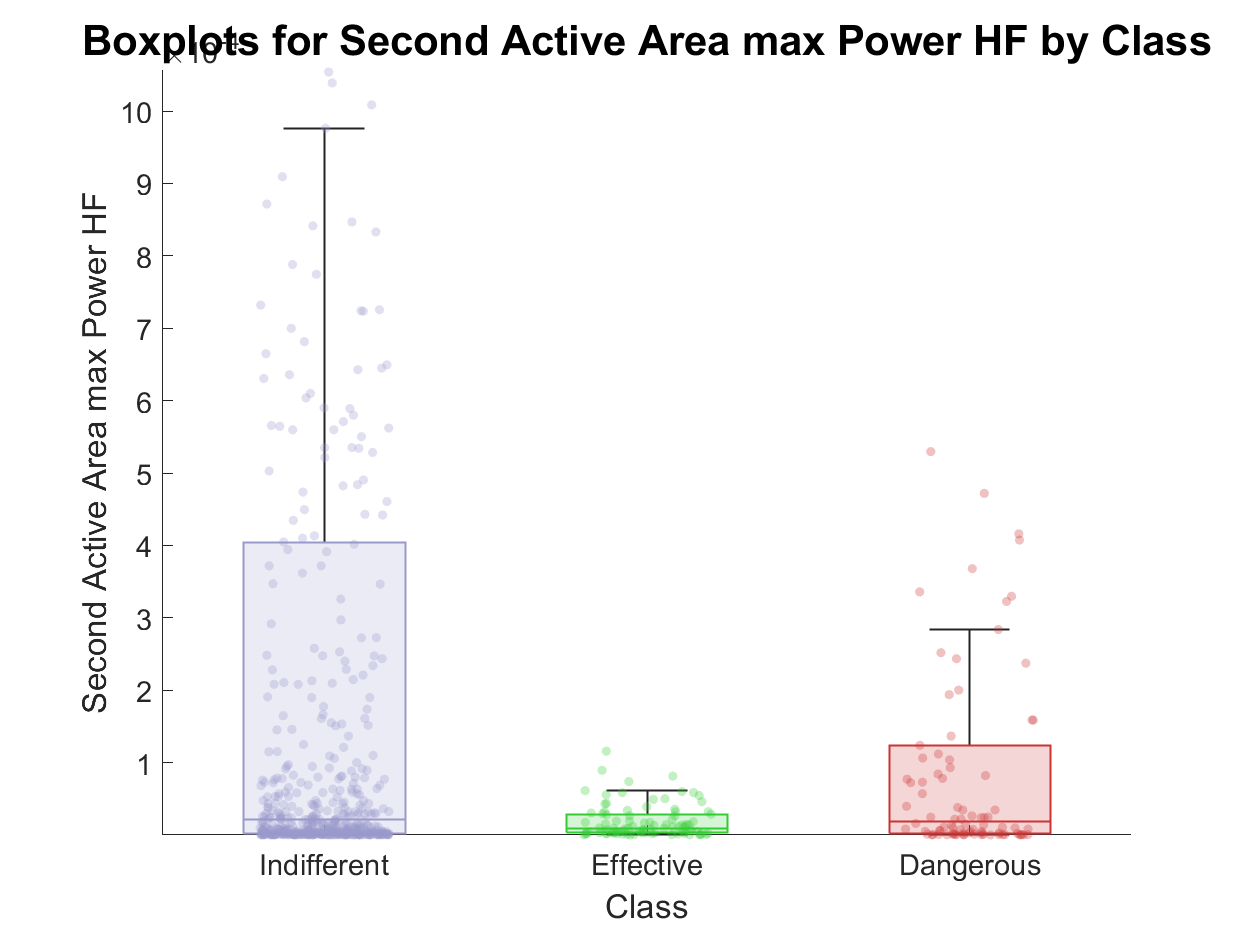 Boxplots for Second Active Area max Power HF by Class
10
9
8
7
6
5
4
3
2
1
Second Active Area max Power HF
Indifferent
Effective
Dangerous
Class